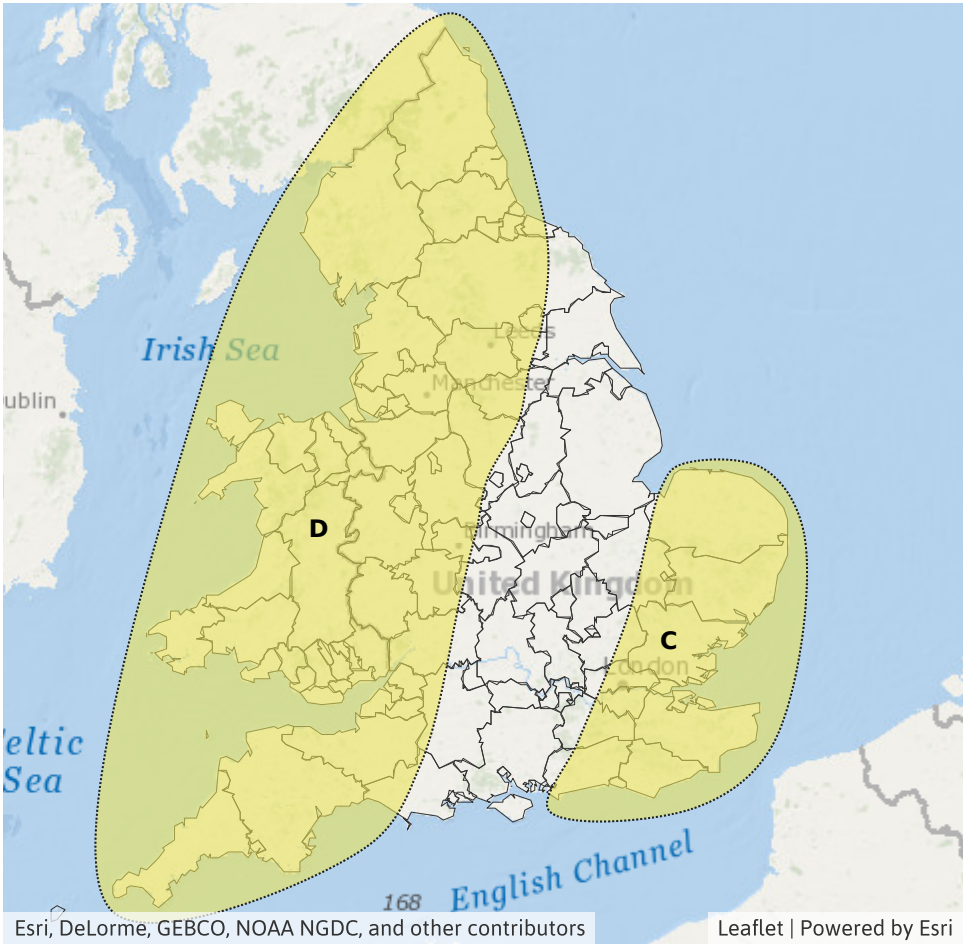 Irish Sea
Leeds
Manchester
ublin
D
Birmingham
United Kingdom
C
London
eltic
Sea
English Channel
168
Esri, DeLorme, GEBCO, NOAA NGDC, and other contributors
Leaflet | Powered by Esri